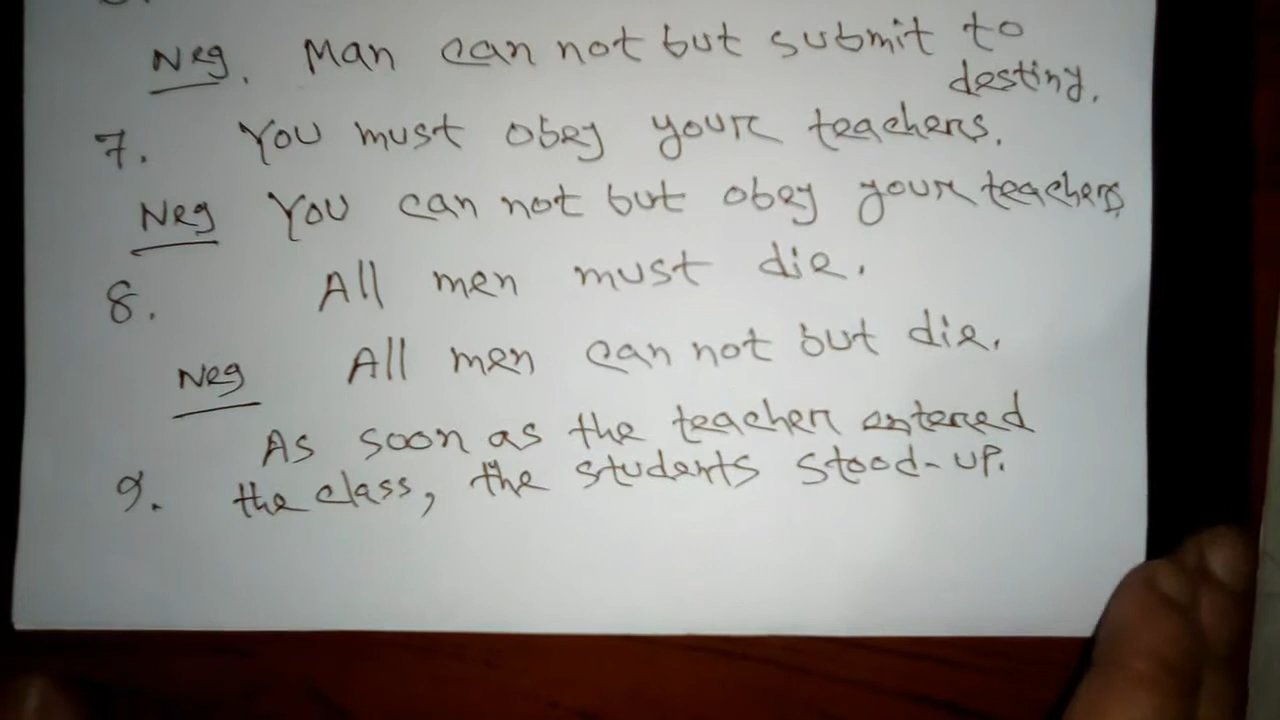 Neg. Man can not but submit to
destiny.
7. You must obey your teachers.
Neg You can not but obey your teachers
8. All men must die.
Neg All men can not but die.
As soon as the teacher entered
9. the class, the students stood-up.